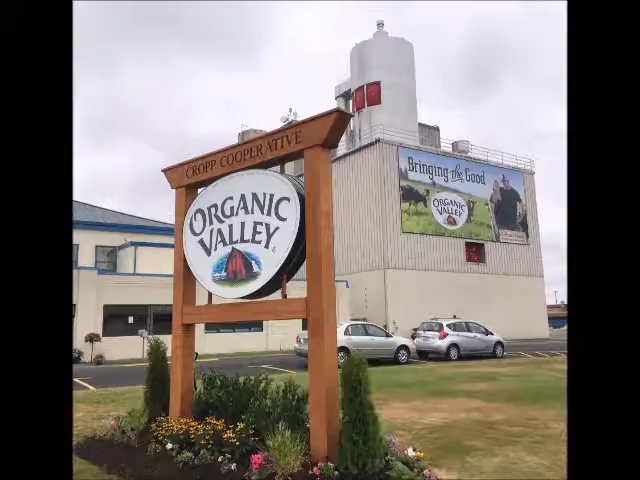 CROPP COOPERATIVE
ORGANIC
VALLEY
Bringing the Good
ORGANIC
VALLEY